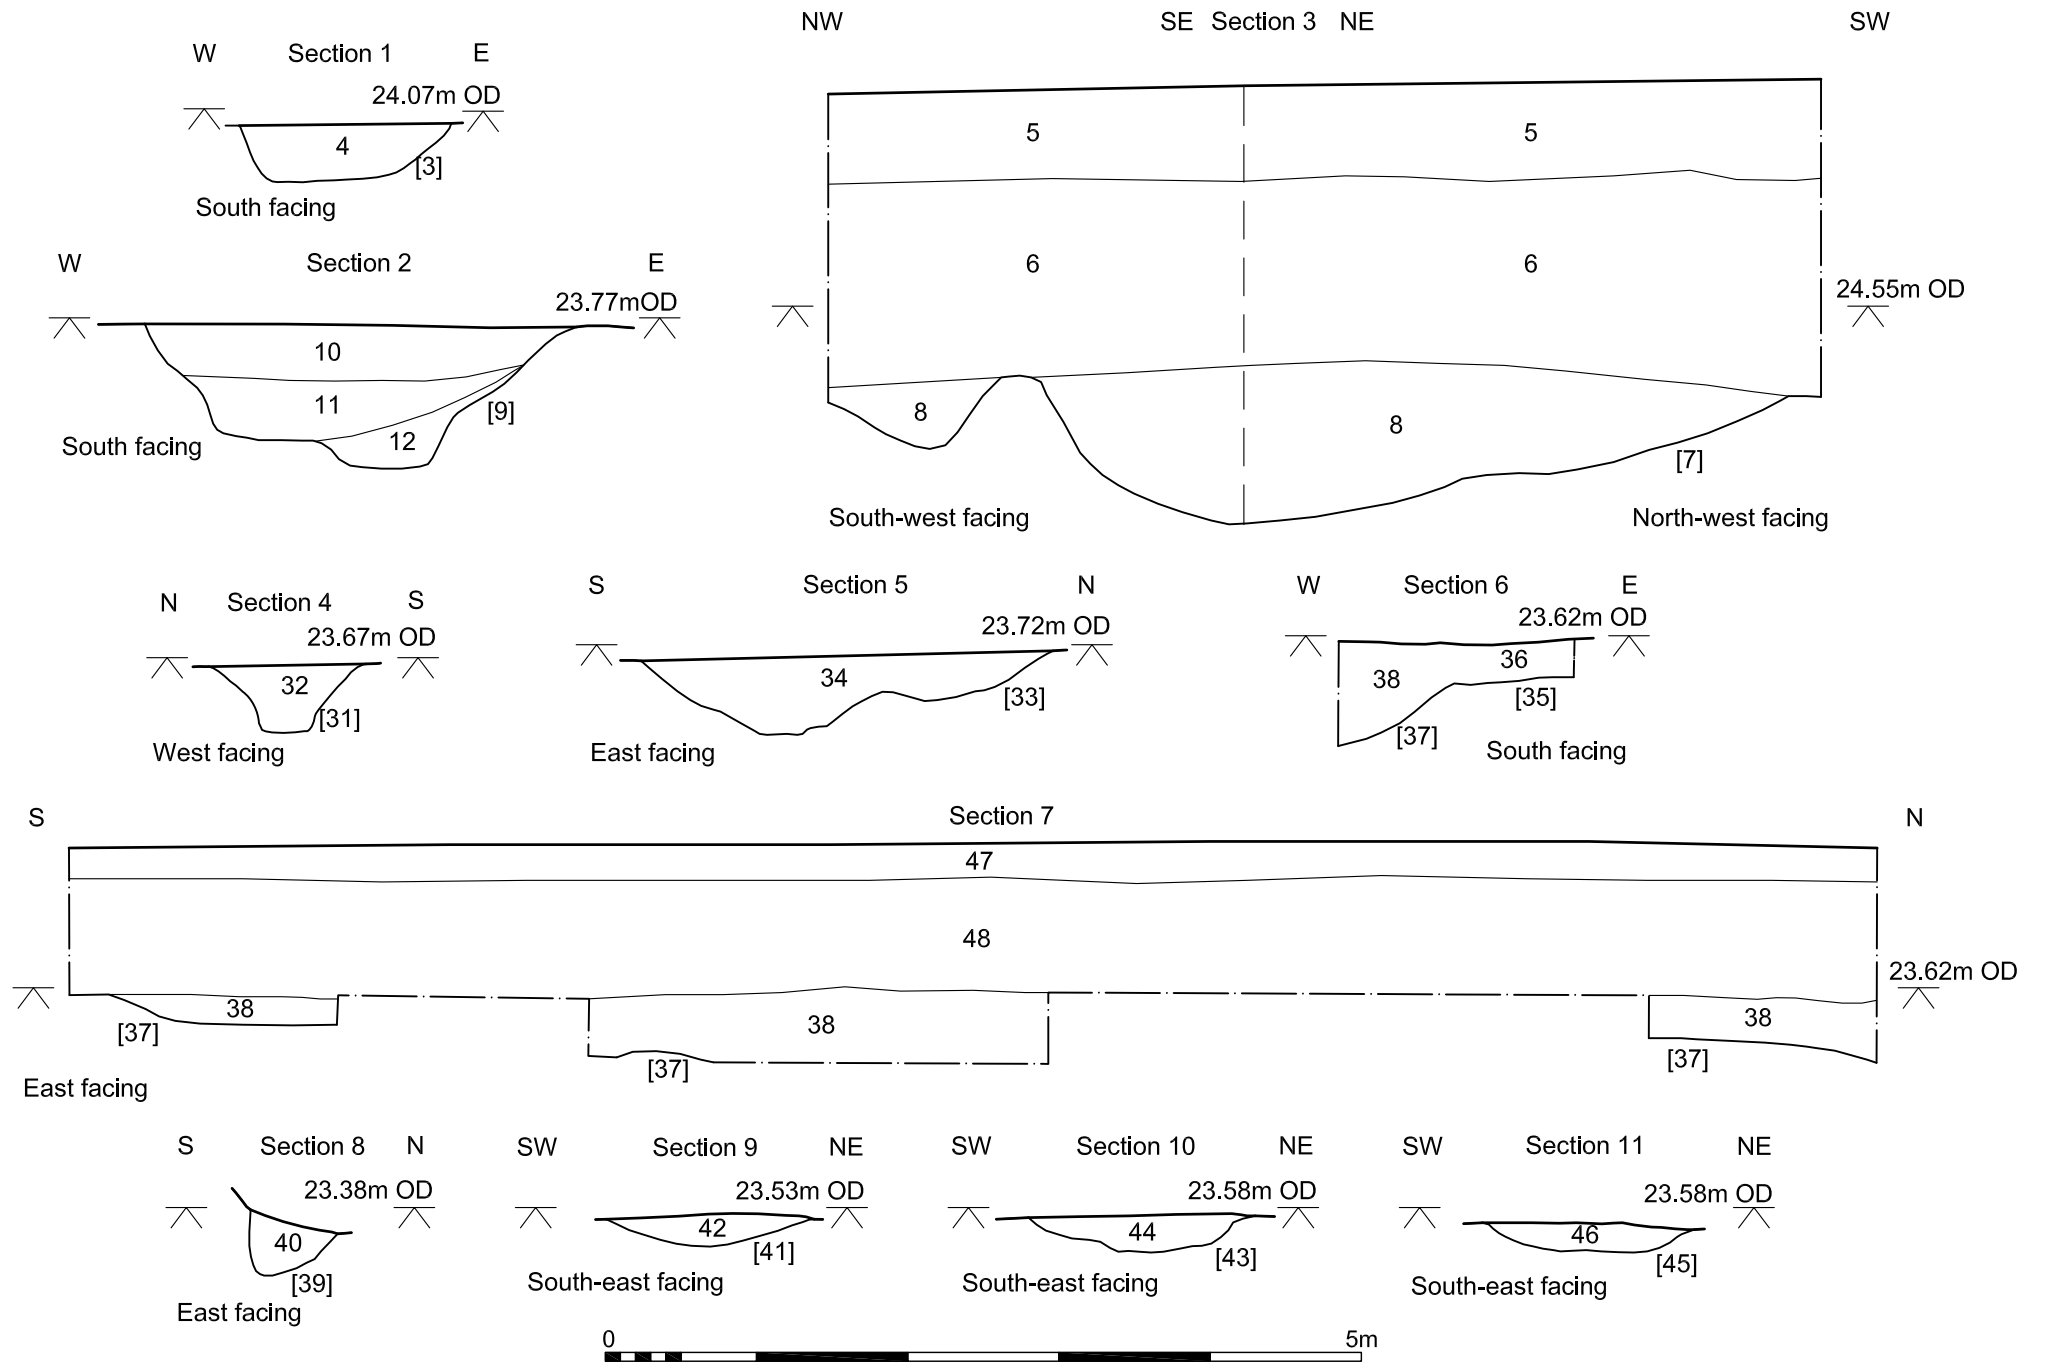 NW SE Section 3 NE SW
W Section 1 E
24.07m OD
4
[3]
South facing
5 5
6 6
24.55m OD
8 8
[7]
South-west facing North-west facing
W Section 2 E
23.77mOD
10
11
[9]
12
South facing
N Section 4 S
23.67m OD
32
[31]
West facing
S Section 5 N
23.72m OD
34
[33]
East facing
W Section 6 E
23.62m OD
36
38
[35]
[37]
South facing
S Section 7 N
47
48
23.62m OD
38 38 38
[37] [37] [37]
East facing
S Section 8 N
23.38m OD
40
[39]
East facing
SW Section 9 NE
23.53m OD
42
[41]
South-east facing
SW Section 10 NE
23.58m OD
44
[43]
South-east facing
SW Section 11 NE
23.58m OD
46
[45]
South-east facing
0 5m